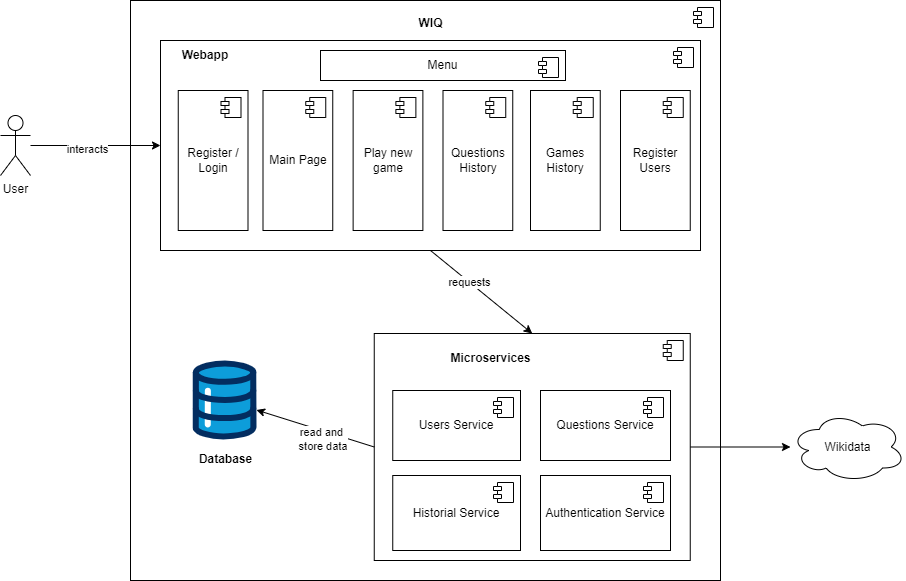 WIQ
Webapp
Menu
Register /
Login
Main Page
Play new
game
Questions
History
Games
History
Register
Users
User
interacts
requests
Microservices
Users Service
Questions Service
Historial Service
Authentication Service
read and
store data
Database
Wikidata